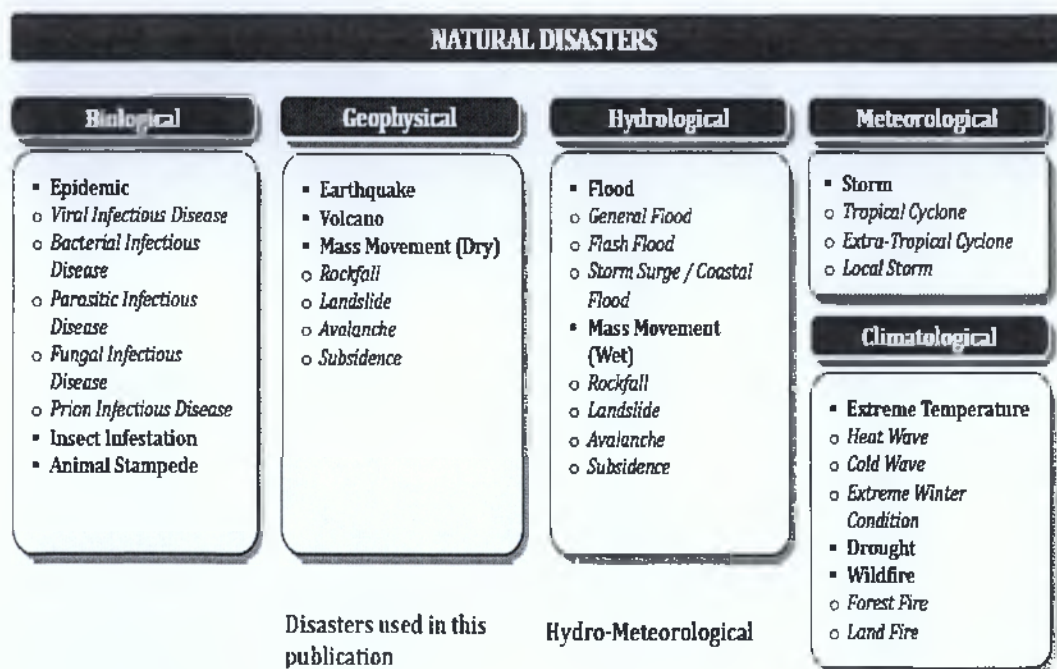 NATURAL DISASTERS
Biological
▪ Epidemic
o Viral Infectious Disease
o Bacterial Infectious
Disease
o Parasitic Infectious
Disease
o Fungal Infectious
Disease
o Prion Infectious Disease
▪ Insect Infestation
▪ Animal Stampede
Geophysical
▪ Earthquake
▪ Volcano
▪ Mass Movement (Dry)
o Rockfall
o Landslide
o Avalanche
o Subsidence
Hydrological
▪ Flood
o General Flood
o Flash Flood
o Storm Surge / Coastal
Flood
▪ Mass Movement
(Wet)
o Rockfall
o Landslide
o Avalanche
o Subsidence
Meteorological
▪ Storm
o Tropical Cyclone
o Extra-Tropical Cyclone
o Local Storm
Climatological
▪ Extreme Temperature
o Heat Wave
o Cold Wave
o Extreme Winter
Condition
▪ Drought
▪ Wildfire
o Forest Fire
o Land Fire
Disasters used in this
publication
Hydro-Meteorological